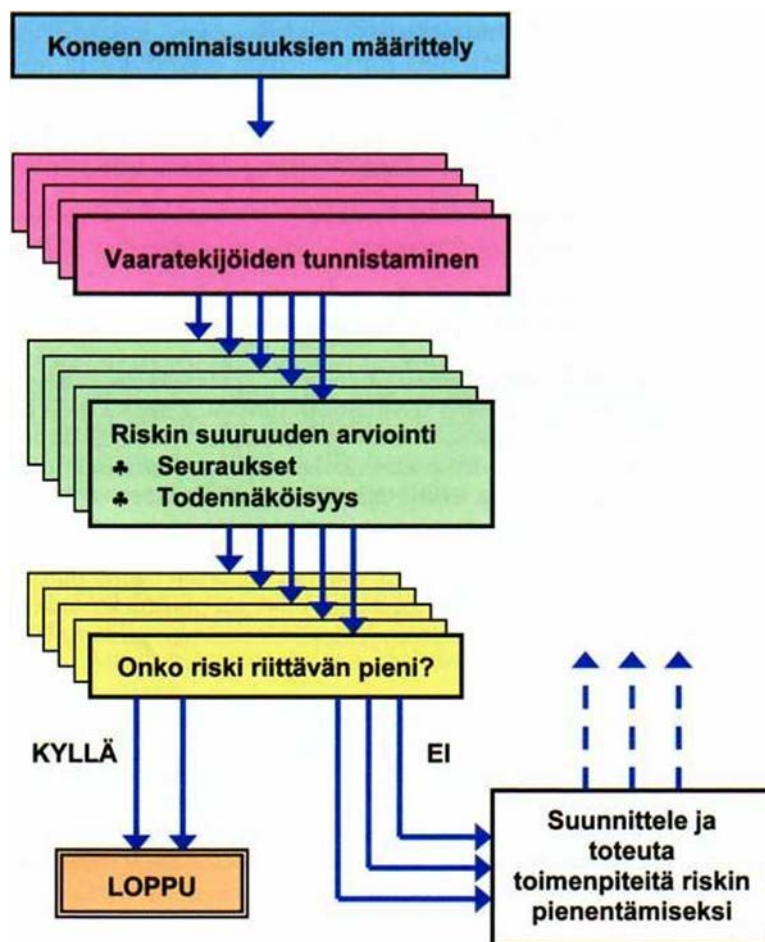 Koneen ominaisuuksien määrittely
Vaaratekijöiden tunnistaminen
Riskin suuruuden arviointi
♣ Seuraukset
♣ Todennäköisyys
Onko riski riittävän pieni?
KYLLÄ
EI
LOPPU
Suunnittele ja
toteuta
toimenpiteitä riskin
pienentämiseksi